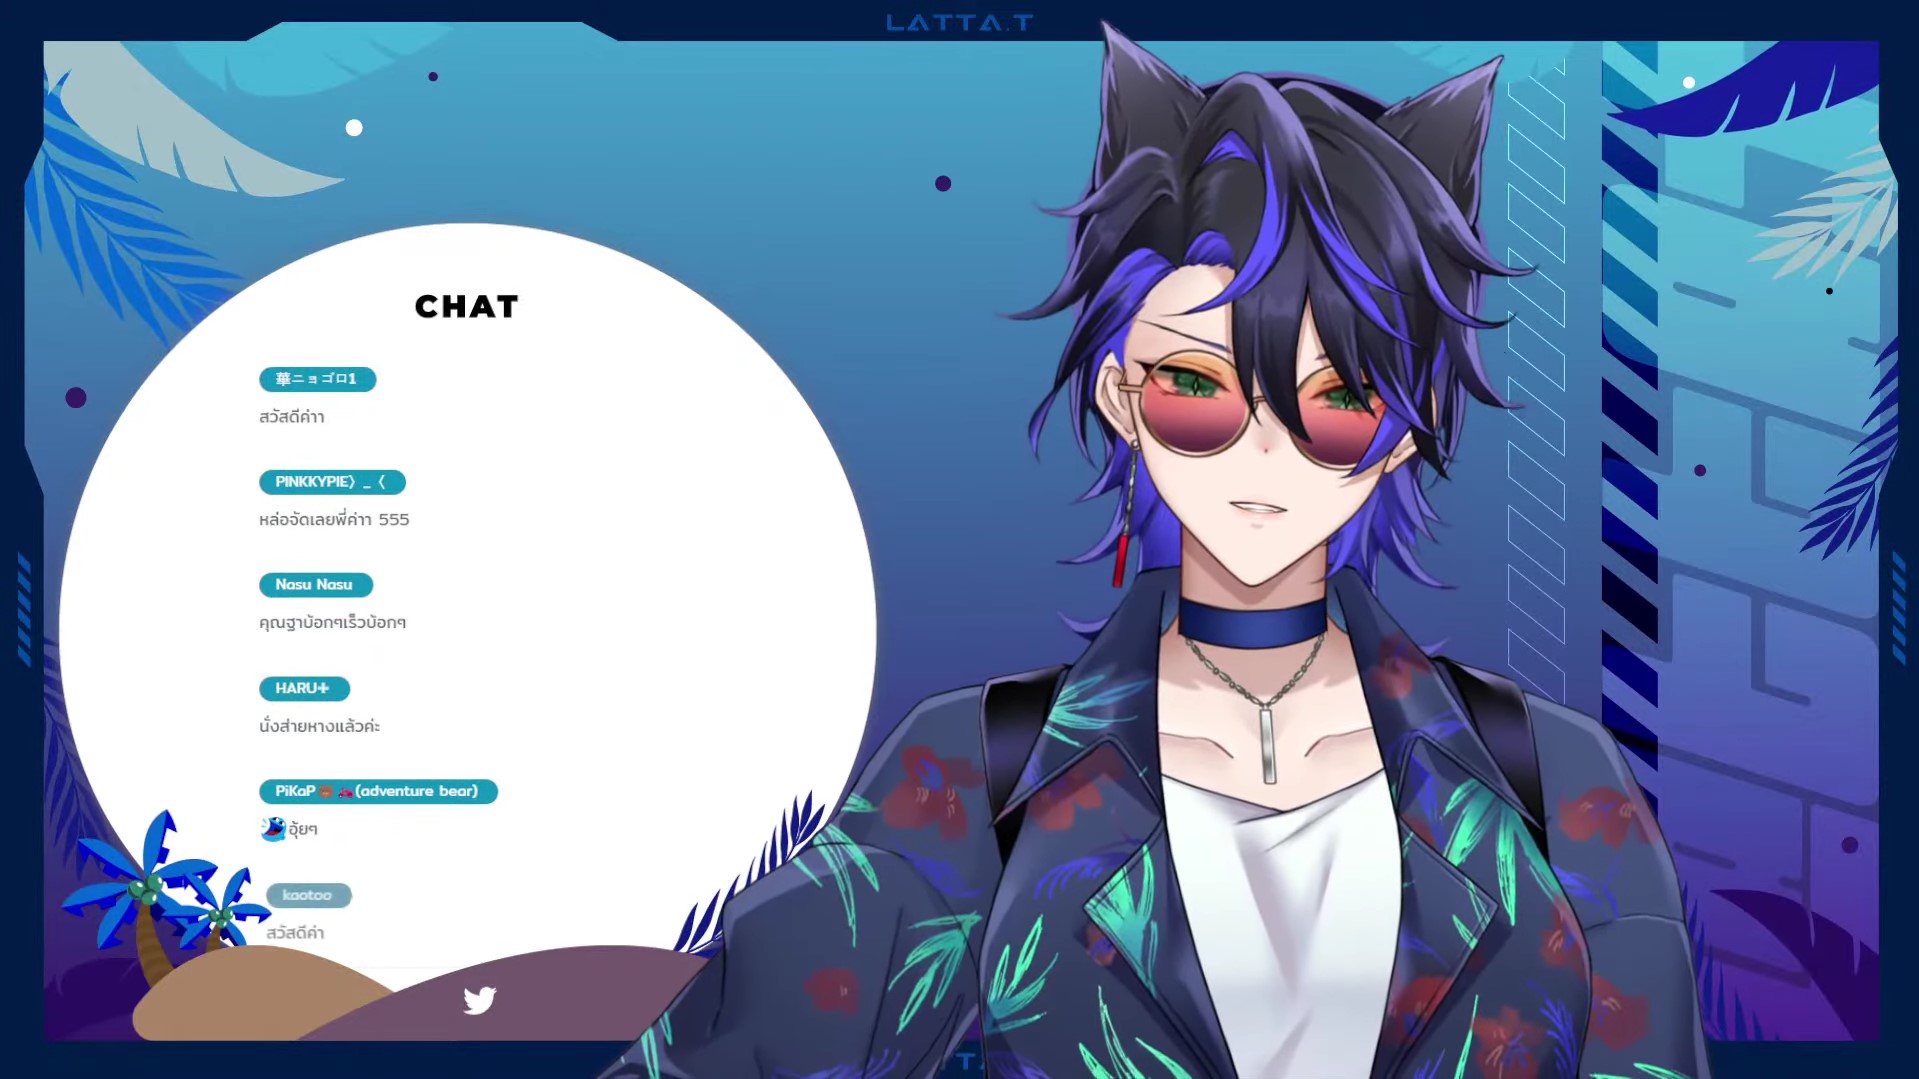 LATTA.T
CHAT
華ニョゴロ1
สวัสดีค่าา
PINKKYPIE〉_〈
หล่อจัดเลยพี่ค่าา 555
Nasu Nasu
คุณฐาบ้อกๆเร็วบ้อกๆ
HARU✢
นั่งส่ายหางแล้วค่ะ
PiKaP🐻🚗(adventure bear)
อุ้ยๆ
kaotoo
สวัสดีค่า